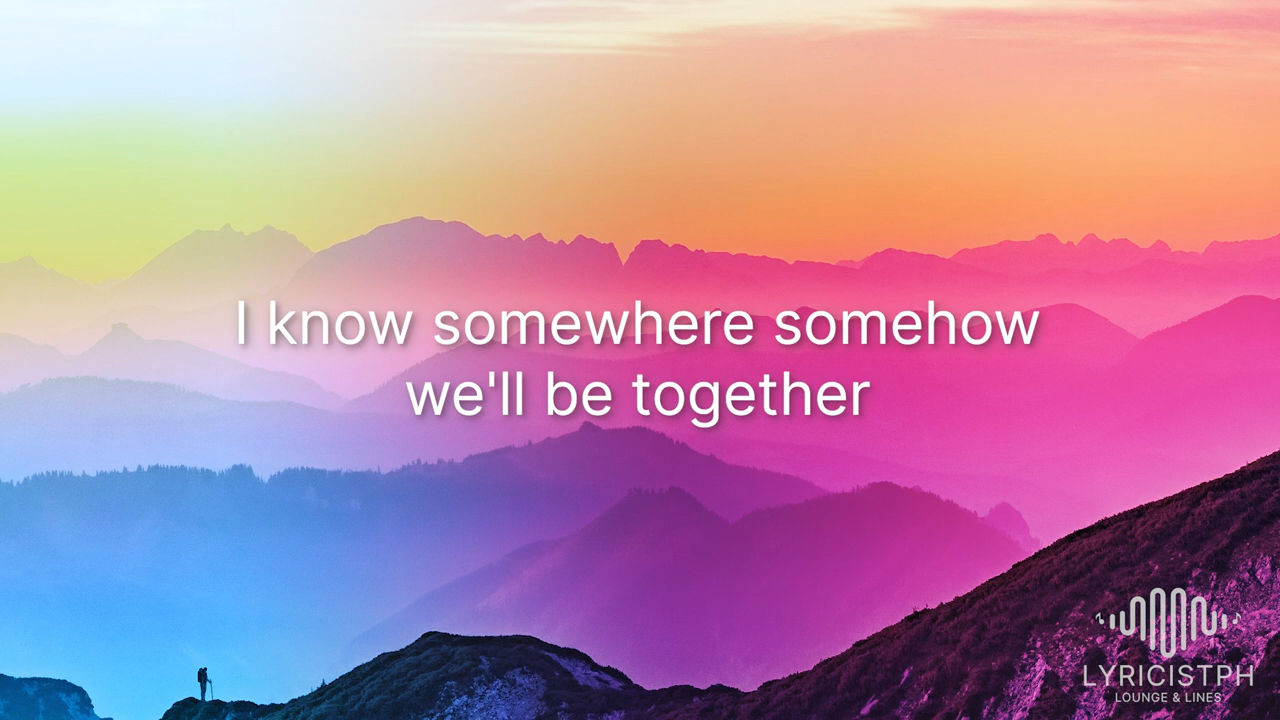 I know somewhere somehow
we'll be together
LYRICISTPH
LOUNGE & LINES